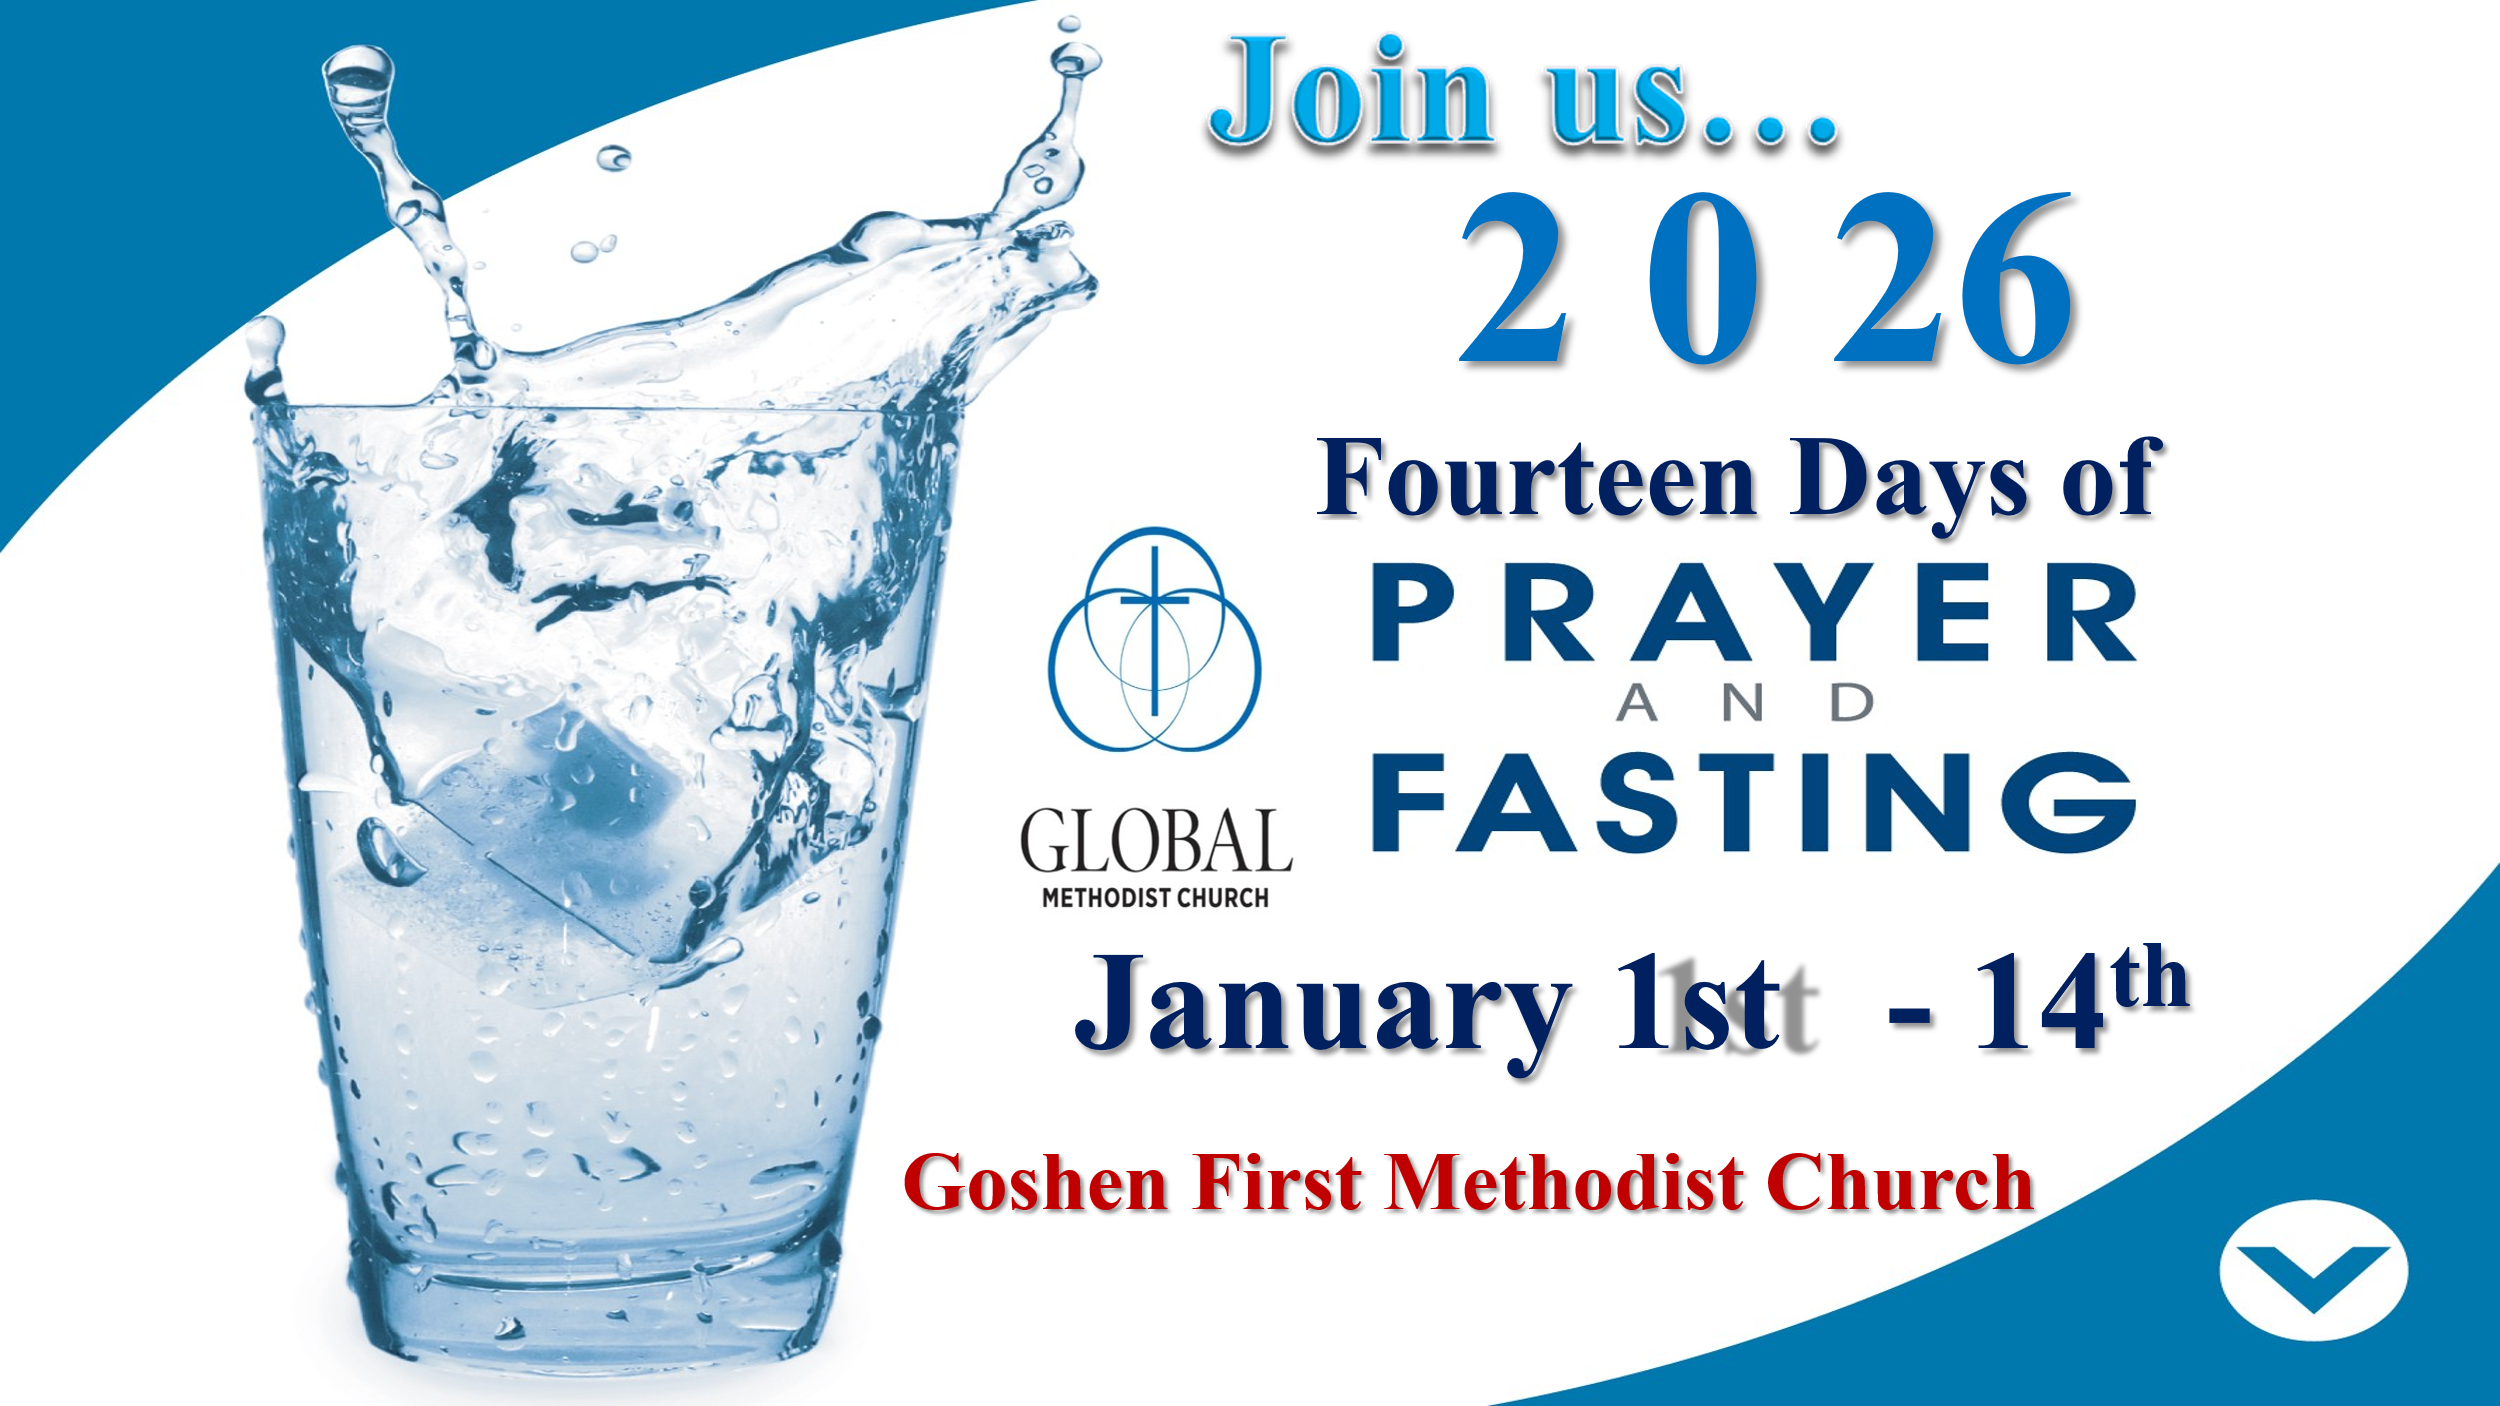 Join us...
2 0 26
Fourteen Days of
PRAYER
AND
FASTING
GLOBAL
METHODIST CHURCH
January 1st - 14th
Goshen First Methodist Church